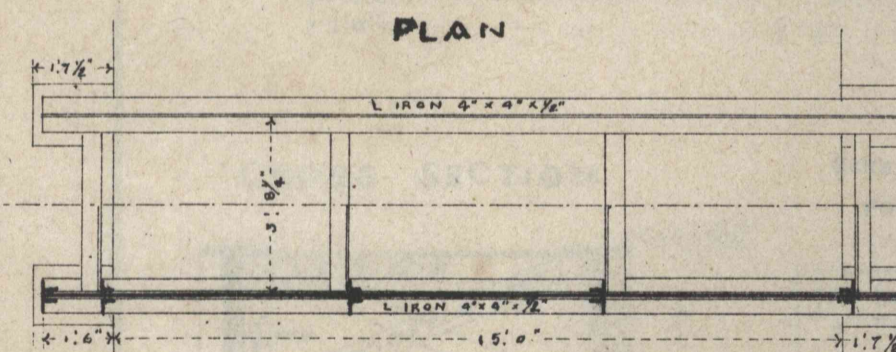 PLAN
1'.7½"
L IRON 4" x 4" x ½"
3'. 8¼"
L IRON 4" x 4" x ½"
1'.6"
15'.0"
1'.7½